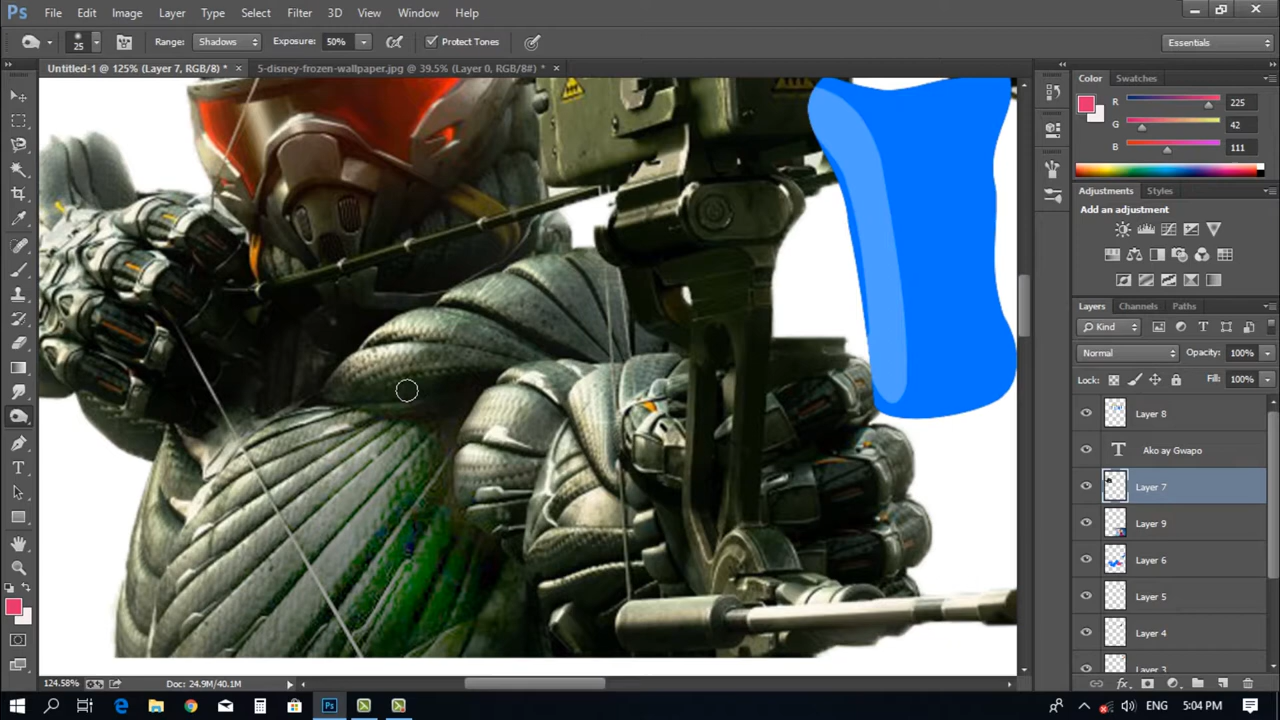 Ps File Edit Image Layer Type Select Filter 3D View Window Help
25 Range: Shadows Exposure: 50% Protect Tones Essentials
Untitled-1 @ 125% (Layer 7, RGB/8) * × 5-disney-frozen-wallpaper.jpg @ 39.5% (Layer 0, RGB/8#) * ×
Color Swatches
R 225
G 42
B 111
Adjustments Styles
Add an adjustment
Layers Channels Paths
Kind
Normal Opacity: 100%
Lock: Fill: 100%
Layer 8
T Ako ay Gwapo
Layer 7
Layer 9
Layer 6
Layer 5
Layer 4
Layer 3
fx
124.58% Doc: 24.9M/40.1M
Ps ENG 5:04 PM